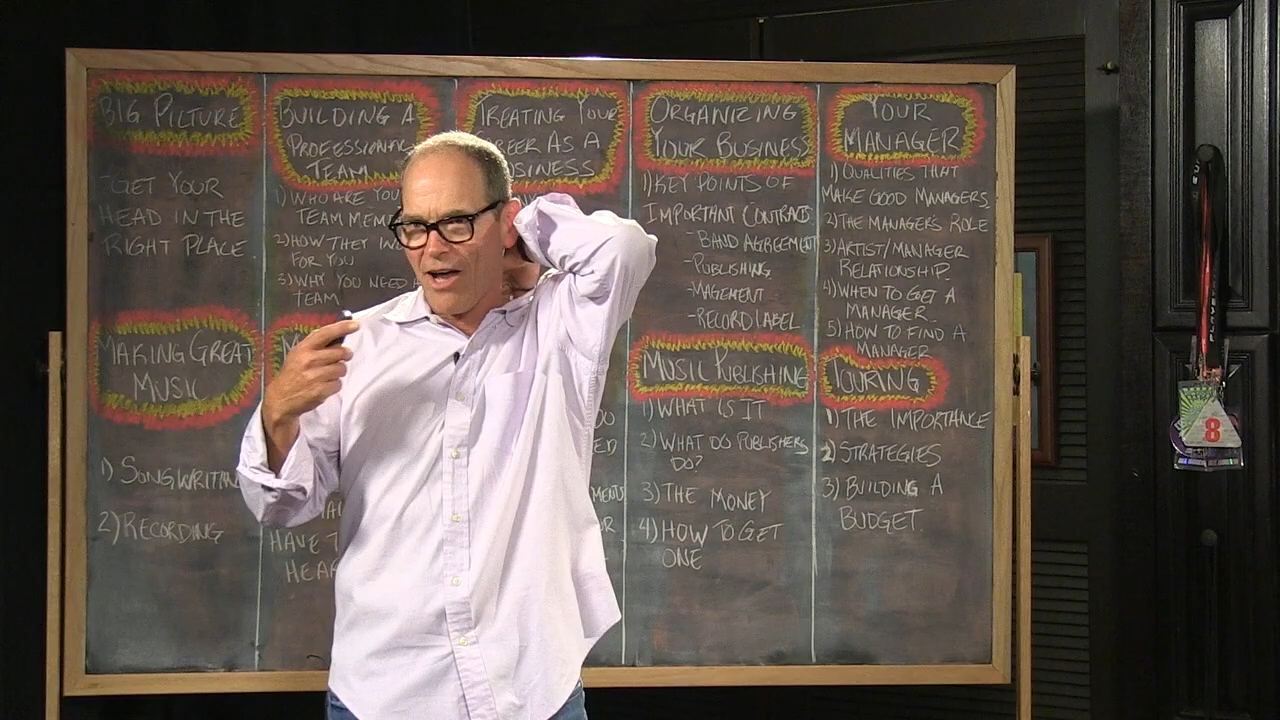 BIG PICTURE
-GET YOUR
HEAD IN THE
RIGHT PLACE
MAKING GREAT
MUSIC
1) SONGWRITIN
2) RECORDING
BUILDING A
PROFESSIONAL
TEAM
1) WHO ARE YOU
TEAM MEM
2) HOW THEY
FOR YOU
3) WHY YOU NEED A
TEAM
HAVE T
HEAR
TREATING YOUR
REER AS A
SINESS
ORGANIZING
YOUR BUSINESS
1) KEY POINTS OF
IMPORTANT CONTRACTS
-BAND AGREEMENT
-PUBLISHING
-MAGEMENT
-RECORD LABEL
MUSIC PUBLISHING
1) WHAT IS IT
2) WHAT DO PUBLISHERS
DO?
3) THE MONEY
4) HOW TO GET
ONE
YOUR
MANAGER
1) QUALITIES THAT
MAKE GOOD MANAGERS
2) THE MANAGERS ROLE
3) ARTIST/MANAGER
RELATIONSHIP
4) WHEN TO GET A
MANAGER
5) HOW TO FIND A
MANAGER
TOURING
1) THE IMPORTANCE
2) STRATEGIES
3) BUILDING A
BUDGET
8